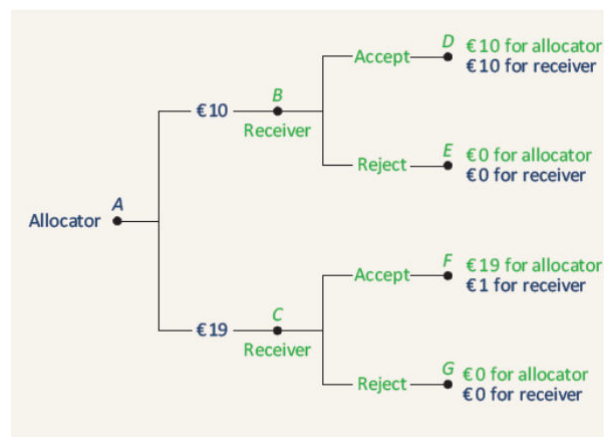 D €10 for allocator
Accept €10 for receiver
B
€10
Receiver
E €0 for allocator
Reject €0 for receiver
A
Allocator
F €19 for allocator
Accept €1 for receiver
C
€19
Receiver
G €0 for allocator
Reject €0 for receiver